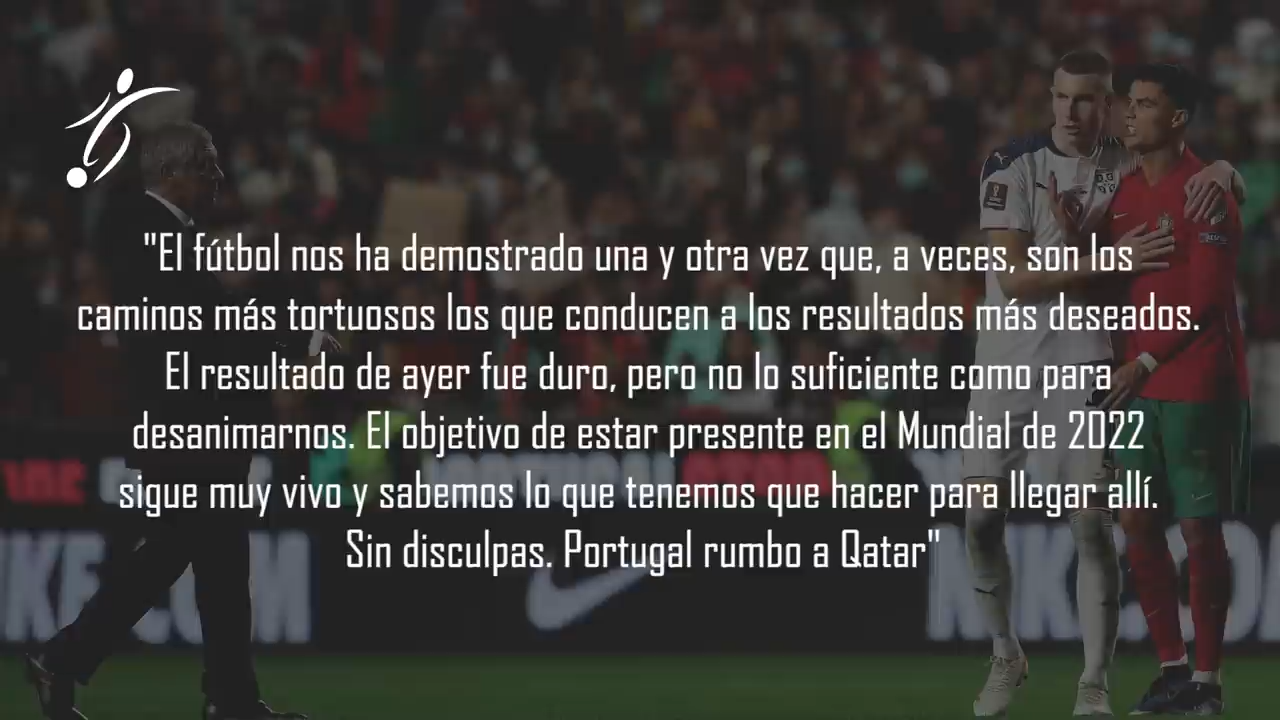 "El fútbol nos ha demostrado una y otra vez que, a veces, son los
caminos más tortuosos los que conducen a los resultados más deseados.
El resultado de ayer fue duro, pero no lo suficiente como para
desanimarnos. El objetivo de estar presente en el Mundial de 2022
sigue muy vivo y sabemos lo que tenemos que hacer para llegar allí.
Sin disculpas. Portugal rumbo a Qatar"